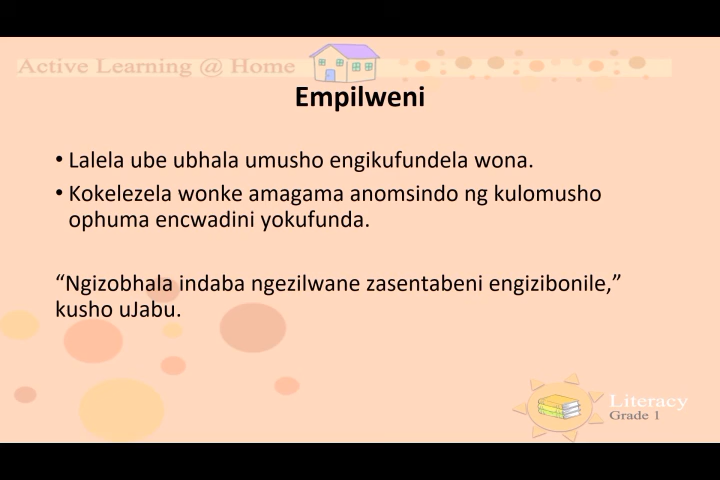 Active Learning @ Home
Empilweni
• Lalela ube ubhala umusho engikufundela wona.
• Kokelezela wonke amagama anomsindo ng kulomusho
ophuma encwadini yokufunda.
“Ngizobhala indaba ngezilwane zasentabeni engizibonile,”
kusho uJabu.
Literacy
Grade 1